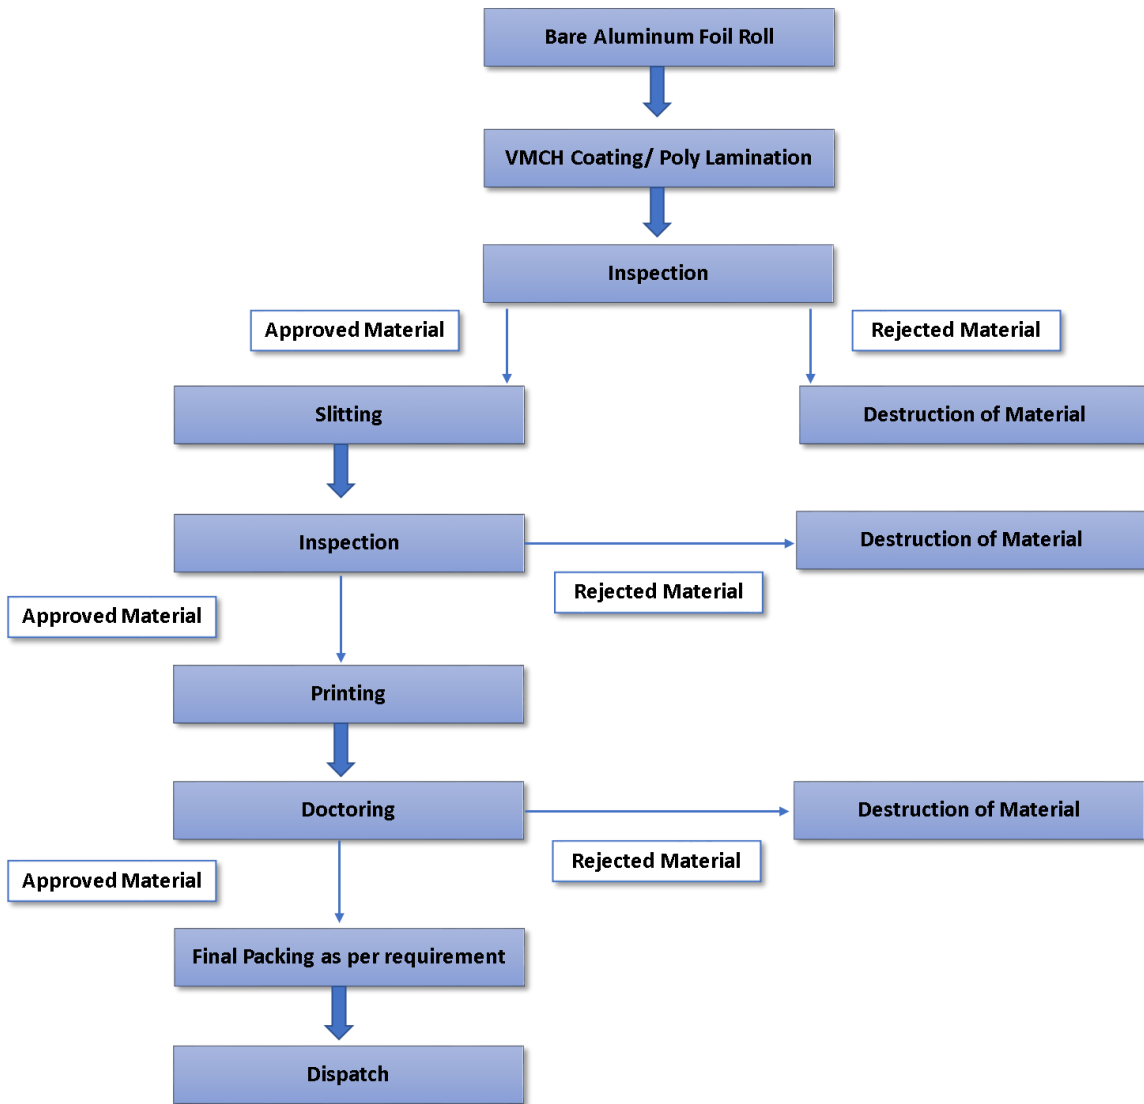 Bare Aluminum Foil Roll
VMCH Coating/ Poly Lamination
Inspection
Approved Material
Rejected Material
Slitting
Destruction of Material
Inspection
Destruction of Material
Rejected Material
Approved Material
Printing
Doctoring
Destruction of Material
Rejected Material
Approved Material
Final Packing as per requirement
Dispatch